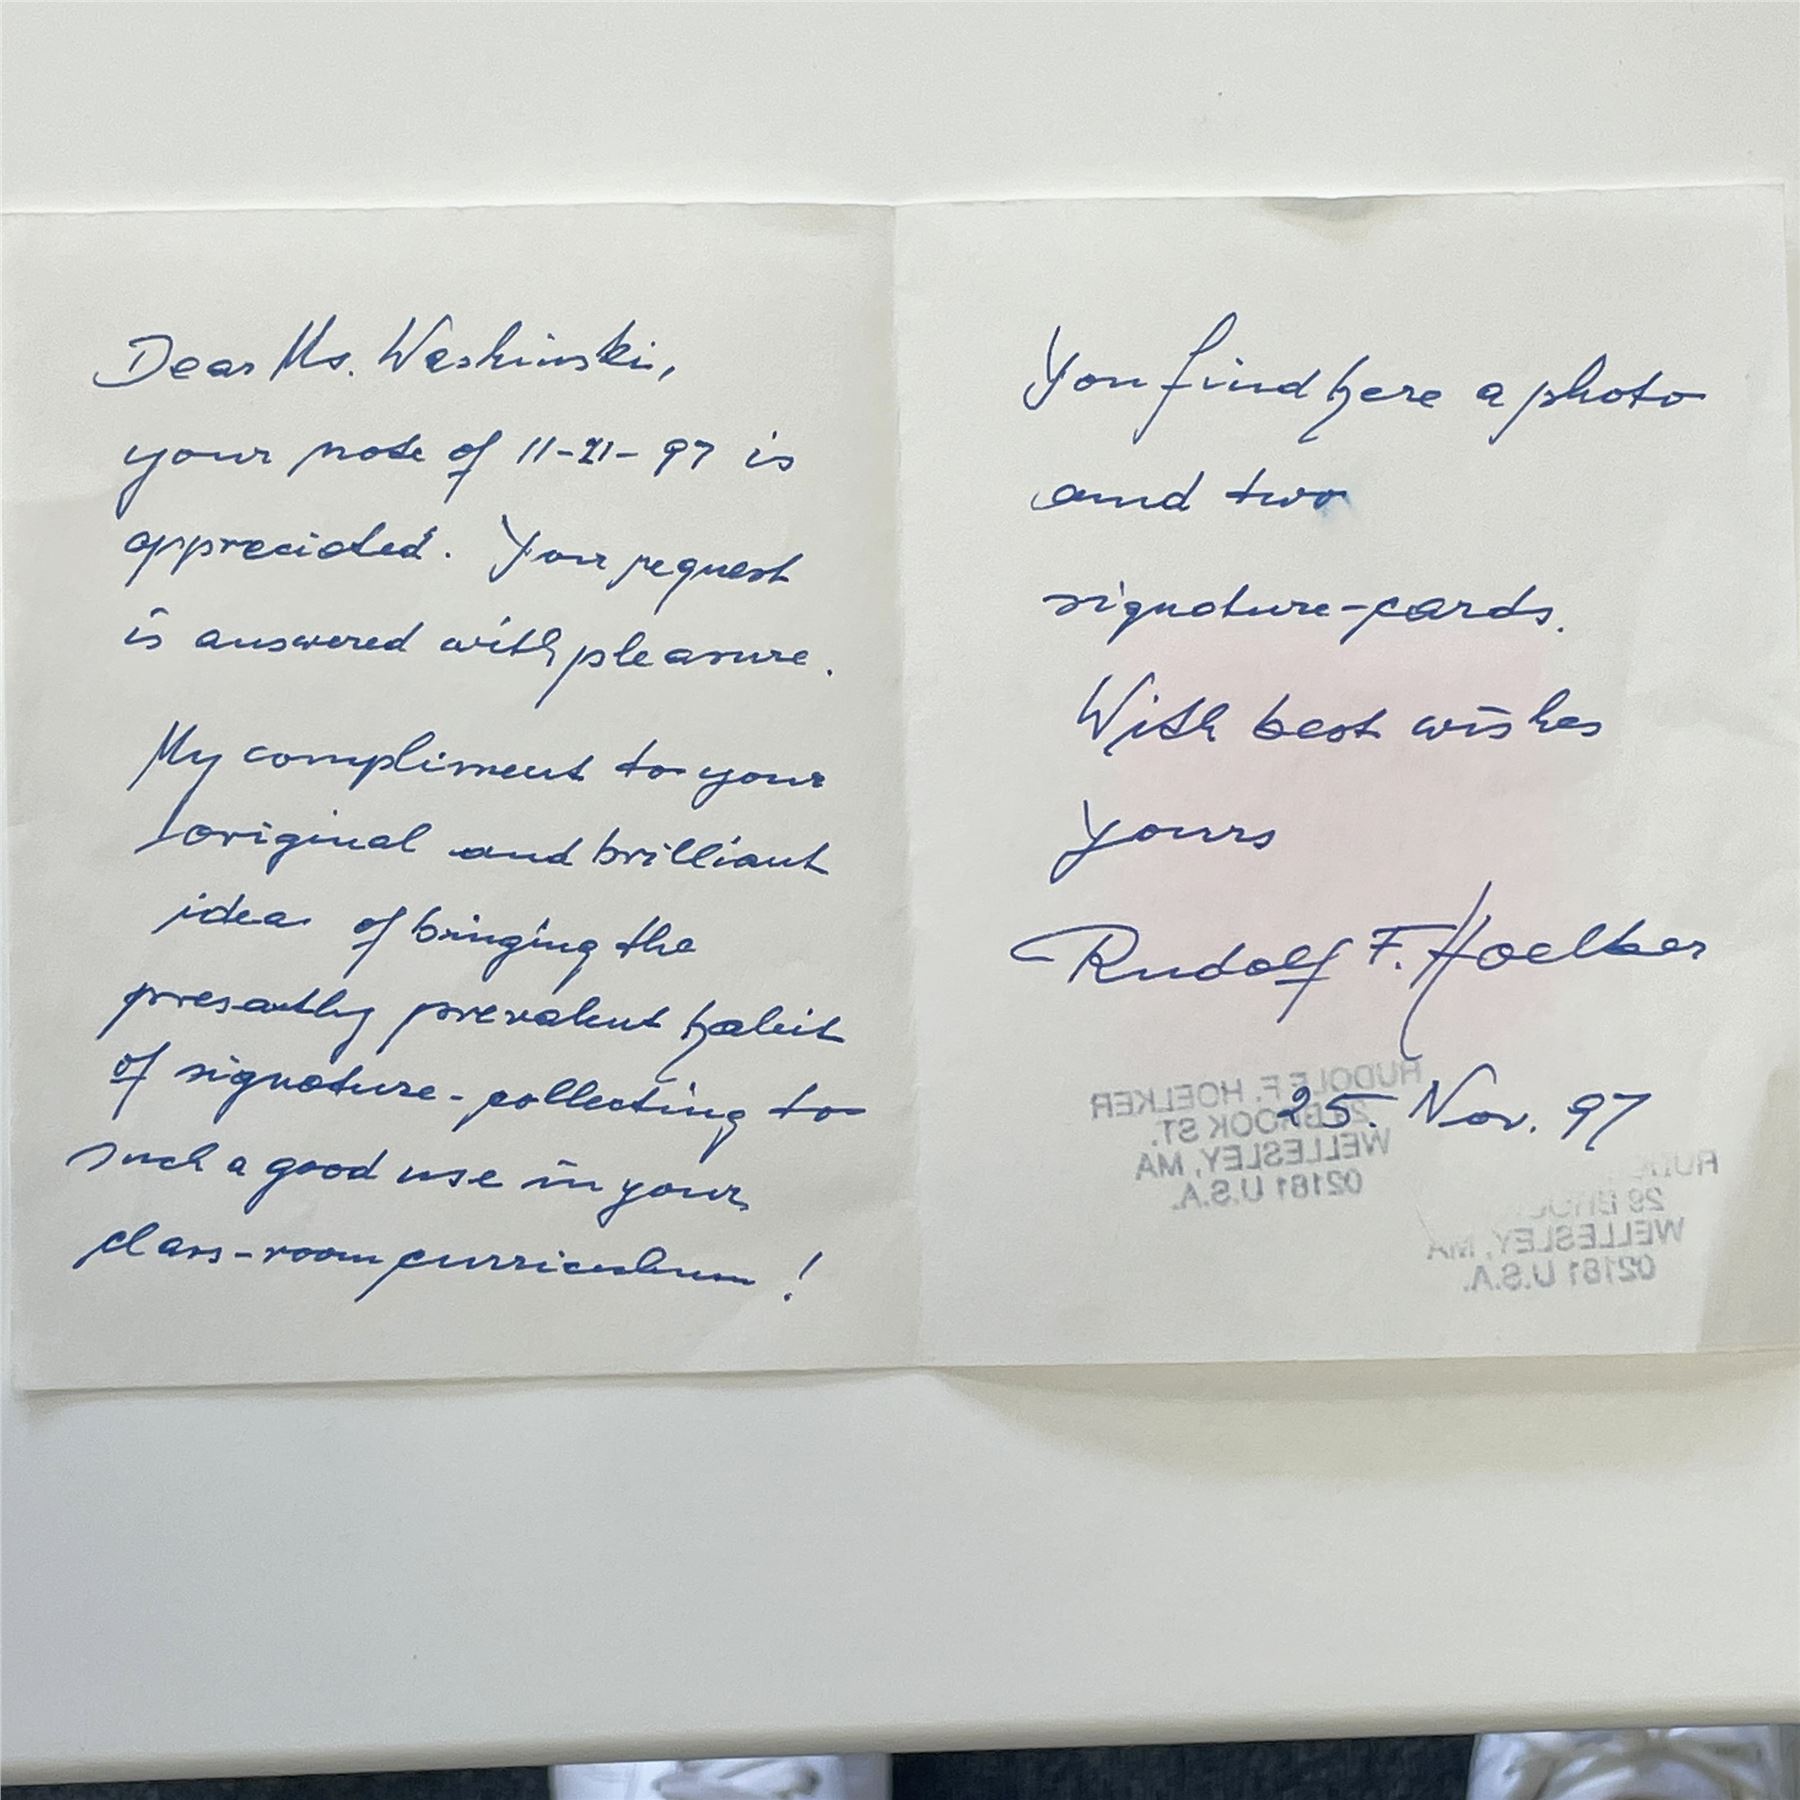 Dear Ms. Washinski,
your note of 11-21-97 is
appreciated. Your request
is answered with pleasure.
My compliment to your
original and brilliant
idea of bringing the
presently prevalent habit
of signature-collecting to
such a good use in your
class-room curriculum!
You find here a photo
and two
signature-cards.
With best wishes
yours
Rudolf F. Hoelker
25. Nov. 97
RUDOLF F. HOELKER
BROOK ST.
WELLESLEY, MA
02181 U.S.A.
WELLESLEY, MA
02181 U.S.A.